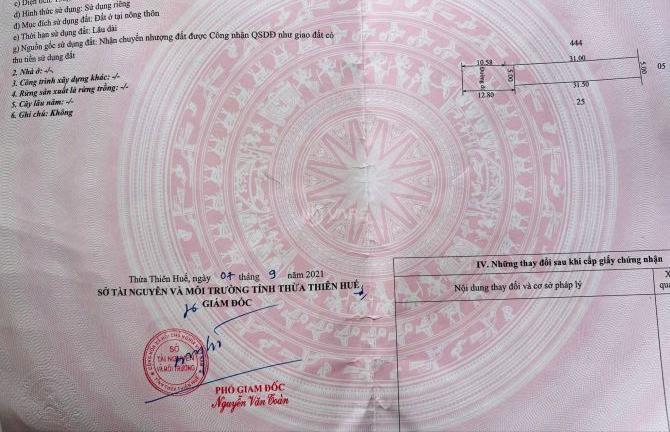 d) Hình thức sử dụng: Sử dụng riêng
đ) Mục đích sử dụng đất: Đất ở tại nông thôn
e) Thời hạn sử dụng đất: Lâu dài
g) Nguồn gốc sử dụng đất: Nhận chuyển nhượng đất được Công nhận QSDĐ như giao đất có
thu tiền sử dụng đất
2. Nhà ở: -/-
3. Công trình xây dựng khác: -/-
4. Rừng sản xuất là rừng trồng: -/-
5. Cây lâu năm: -/-
6. Ghi chú: Không
444
10.58
31.00
Đường đi
5.00
5.00
05
12.80
31.50
25
VARS
Thừa Thiên Huế, ngày 07 tháng 9 năm 2021
SỞ TÀI NGUYÊN VÀ MÔI TRƯỜNG TỈNH THỪA THIÊN HUẾ
GIÁM ĐỐC
SỞ
TÀI NGUYÊN
VÀ MÔI TRƯỜNG
PHÓ GIÁM ĐỐC
Nguyễn Văn Toàn
IV. Những thay đổi sau khi cấp giấy chứng nhận
Nội dung thay đổi và cơ sở pháp lý